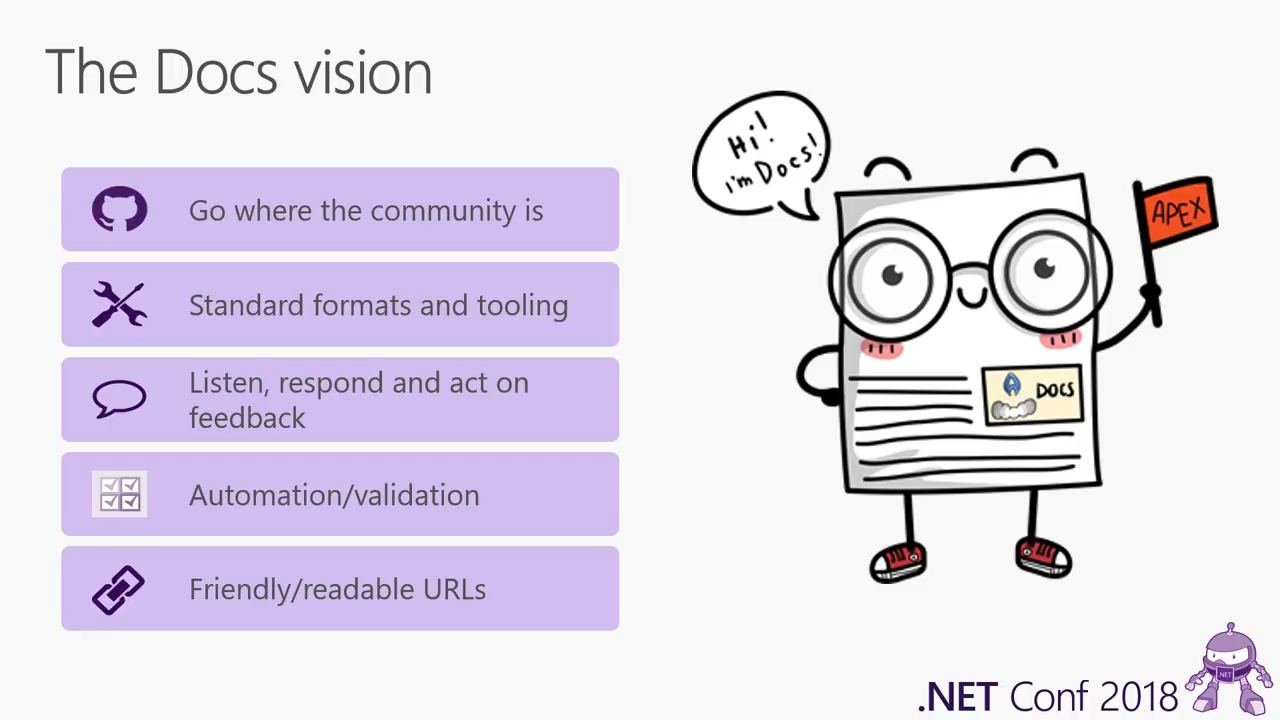 The Docs vision
Hi!
I'm Docs!
APEX
Go where the community is
Standard formats and tooling
Listen, respond and act on
feedback
DOCS
Automation/validation
Friendly/readable URLs
.NET
.NET Conf 2018